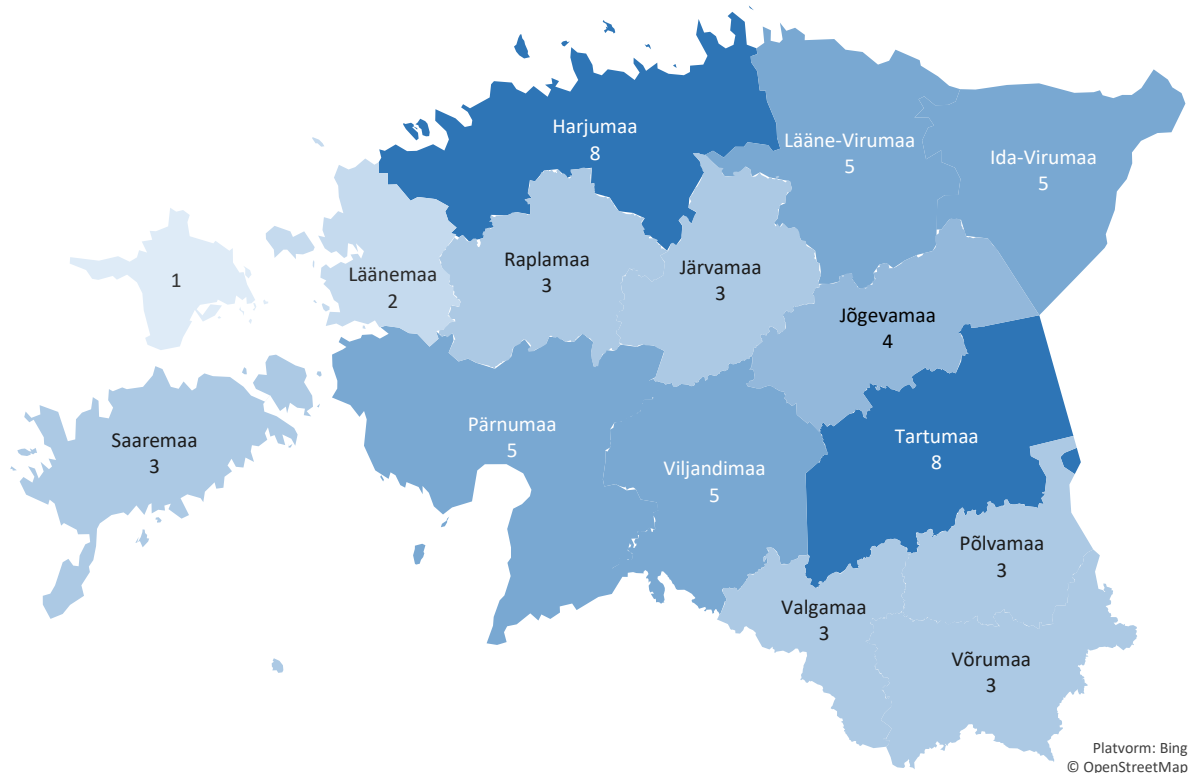 Harjumaa
8
Lääne-Virumaa
5
Ida-Virumaa
5
1
Läänemaa
2
Raplamaa
3
Järvamaa
3
Jõgevamaa
4
Saaremaa
3
Pärnumaa
5
Viljandimaa
5
Tartumaa
8
Põlvamaa
3
Valgamaa
3
Võrumaa
3
Platvorm: Bing
© OpenStreetMap